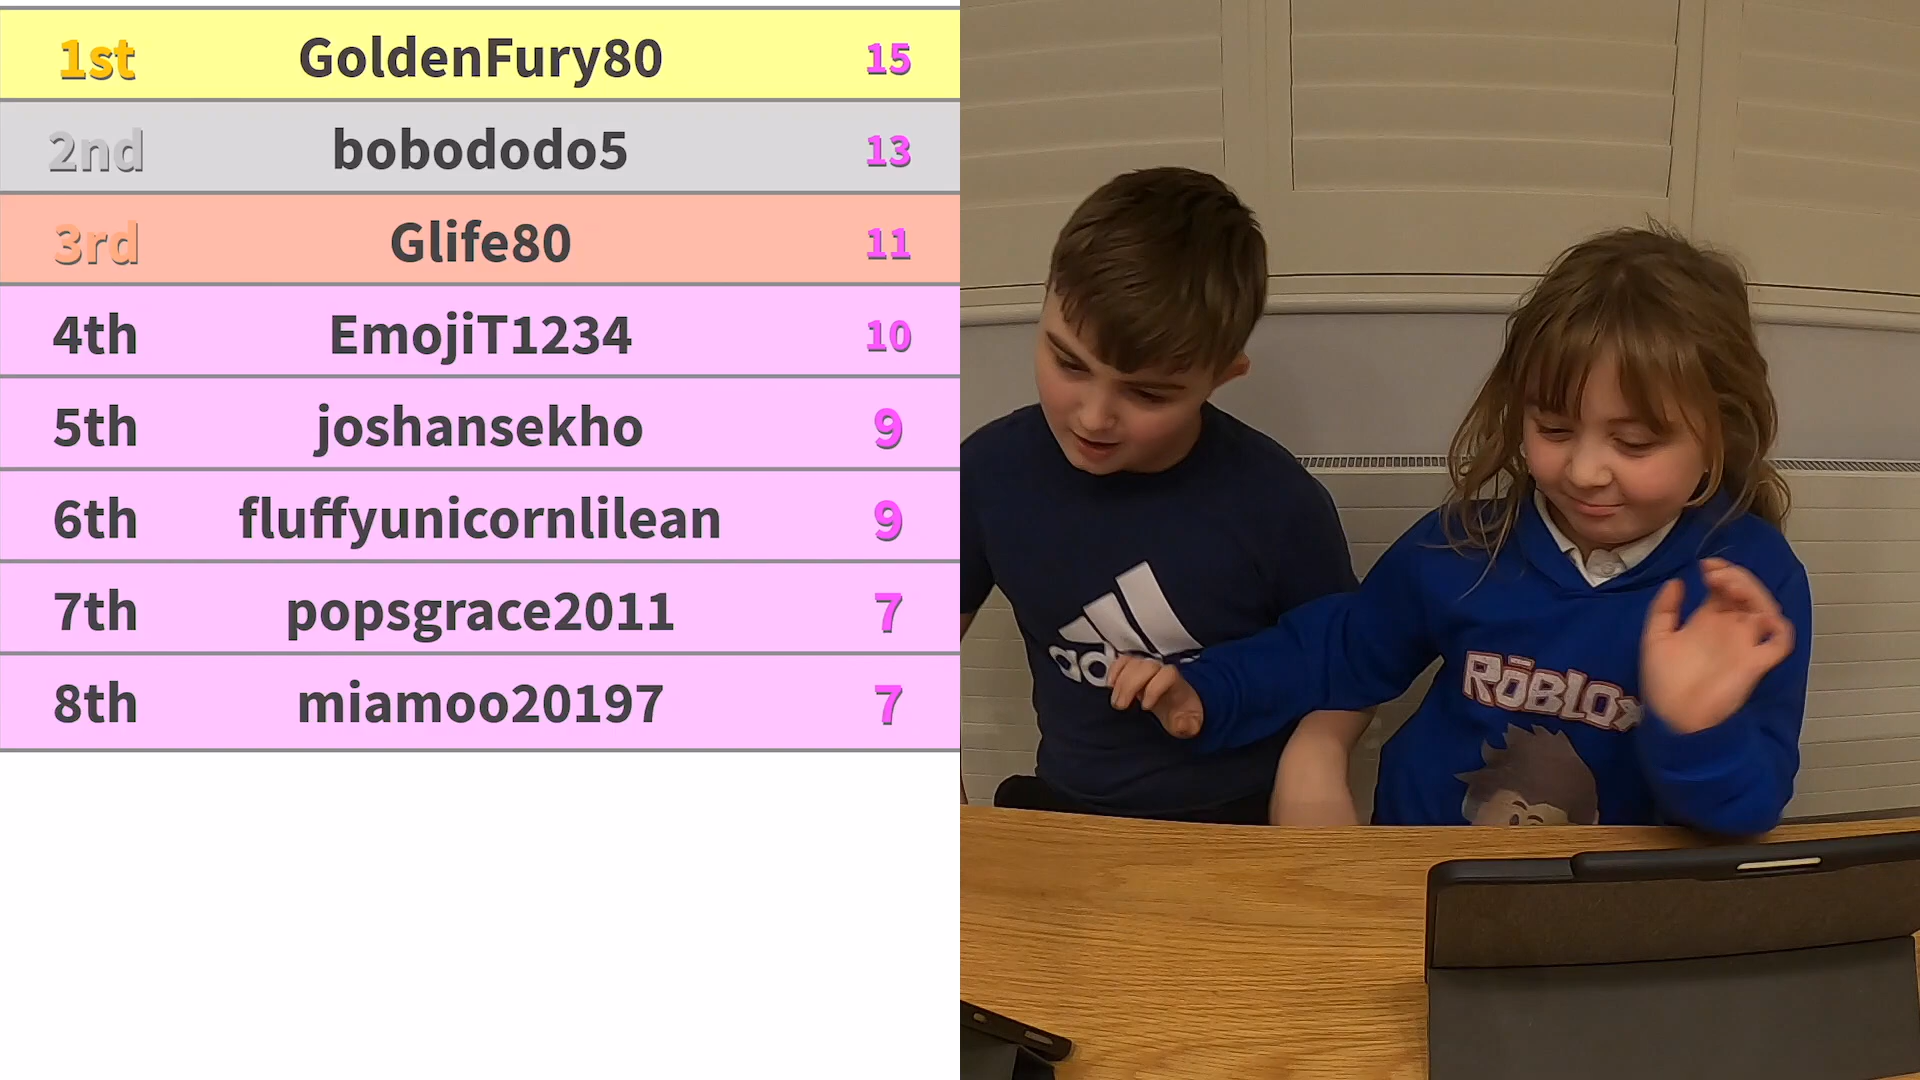 1st GoldenFury80 15
2nd bobododo5 13
3rd Glife80 11
4th EmojiT1234 10
5th joshansekho 9
6th fluffyunicornlilean 9
7th popsgrace2011 7
8th miamoo20197 7
ad
ROBLOX